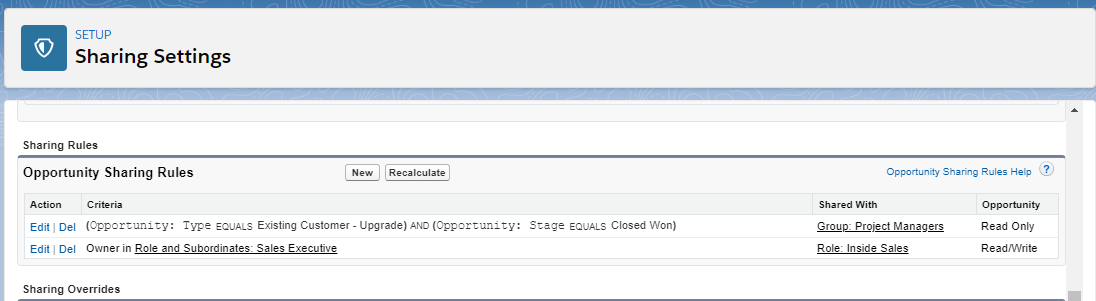 SETUP
Sharing Settings
Sharing Rules
Opportunity Sharing Rules New Recalculate Opportunity Sharing Rules Help ?
Action Criteria Shared With Opportunity
Edit | Del (Opportunity: Type EQUALS Existing Customer - Upgrade) AND (Opportunity: Stage EQUALS Closed Won) Group: Project Managers Read Only
Edit | Del Owner in Role and Subordinates: Sales Executive Role: Inside Sales Read/Write
Sharing Overrides